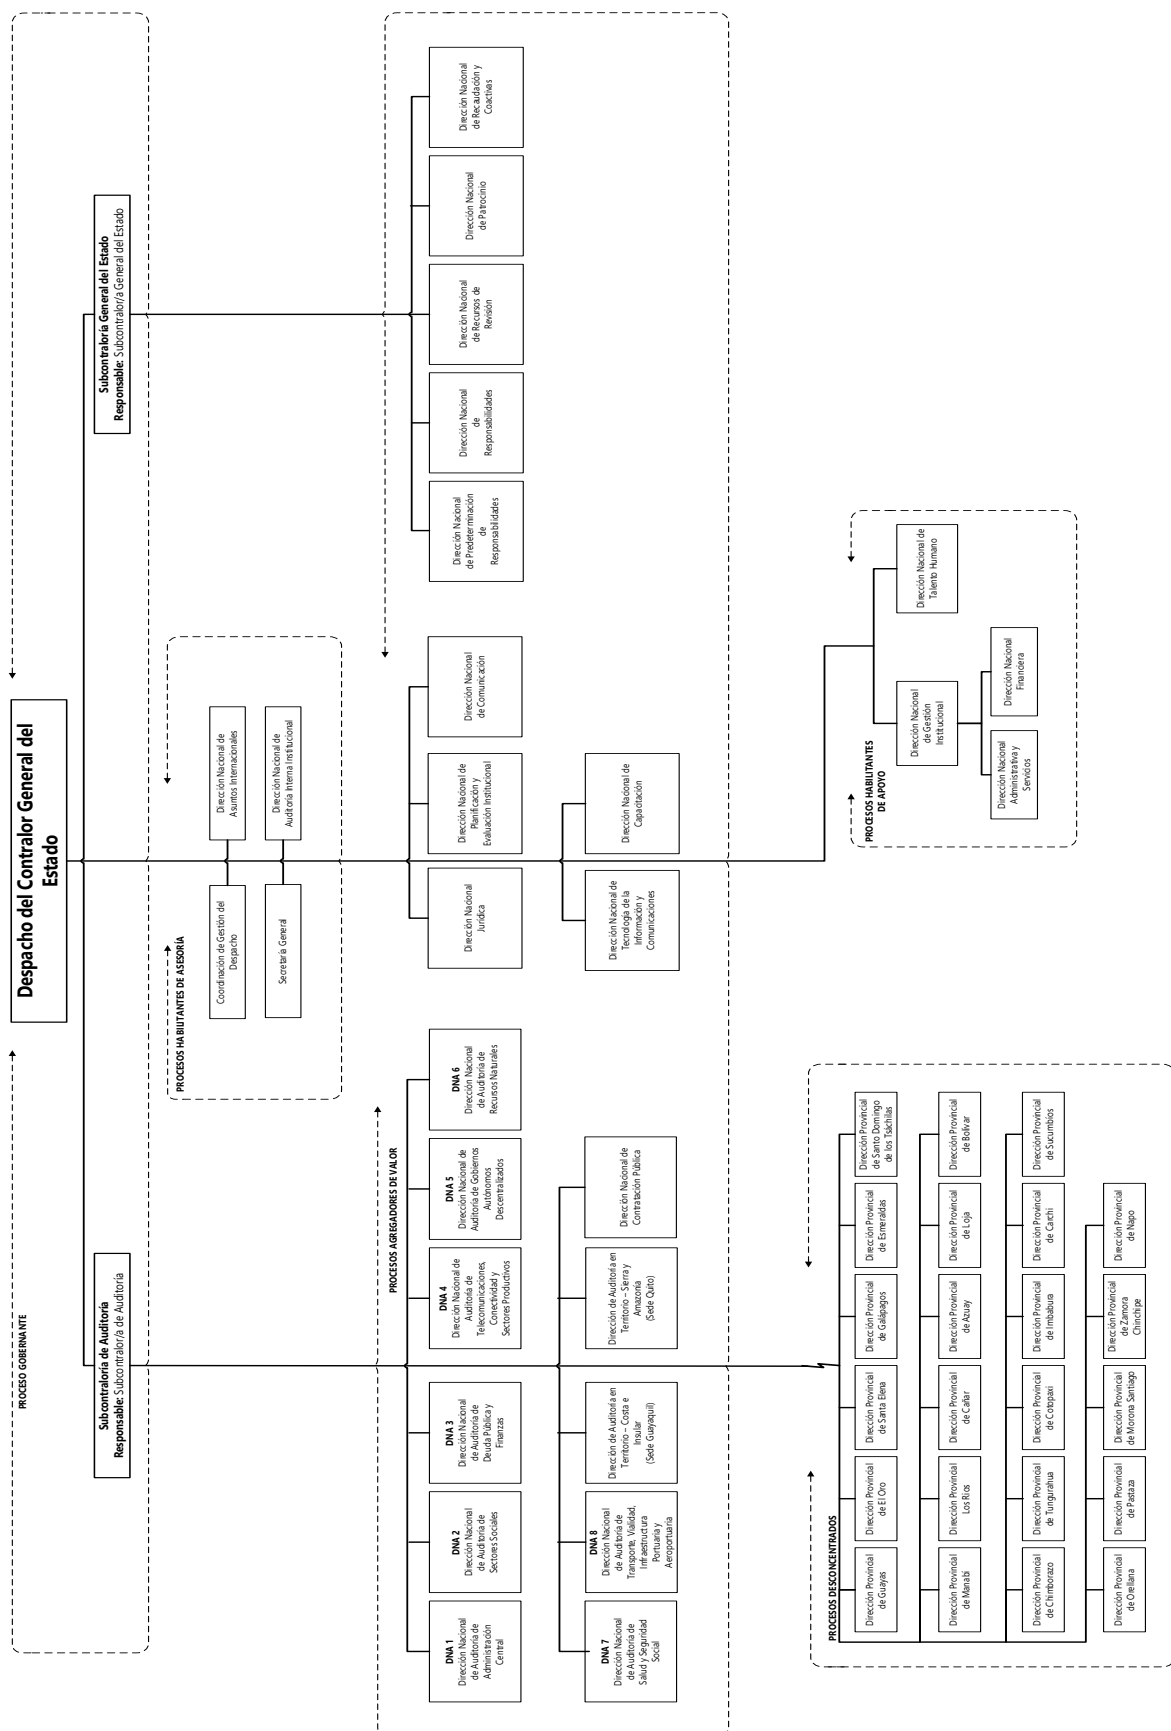 Despacho del Contralor General del
Estado
PROCESO GOBERNANTE
Subcontraloría de Auditoría
Responsable: Subcontralor/a de Auditoría
Subcontraloría General del Estado
Responsable: Subcontralor/a General del Estado
PROCESOS HABILITANTES DE ASESORÍA
Coordinación de Gestión del
Despacho
Dirección Nacional de
Asuntos Internacionales
Secretaría General
Dirección Nacional de
Auditoría Interna Institucional
PROCESOS AGREGADORES DE VALOR
DNA 1
Dirección Nacional
de Auditoría de
Administración
Central
DNA 2
Dirección Nacional
de Auditoría de
Sectores Sociales
DNA 3
Dirección Nacional
de Auditoría de
Deuda Pública y
Finanzas
DNA 4
Dirección Nacional de
Auditoría de
Telecomunicaciones,
Conectividad y
Sectores Productivos
DNA 5
Dirección Nacional de
Auditoría de Gobiernos
Autónomos
Descentralizados
DNA 6
Dirección Nacional
de Auditoría de
Recursos Naturales
Dirección Nacional
Jurídica
Dirección Nacional de
Planificación y
Evaluación Institucional
Dirección Nacional
de Comunicación
Dirección Nacional
de Predeterminación
de
Responsabilidades
Dirección Nacional
de
Responsabilidades
Dirección Nacional
de Recursos de
Revisión
Dirección Nacional
de Patrocinio
Dirección Nacional
de Recaudación y
Coactivas
DNA 7
Dirección Nacional
de Auditoría de
Salud y Seguridad
Social
DNA 8
Dirección Nacional
de Auditoría de
Transporte, Vialidad,
Infraestructura
Portuaria y
Aeroportuaria
Dirección de Auditoría en
Territorio – Costa e
Insular
(Sede Guayaquil)
Dirección de Auditoría en
Territorio – Sierra y
Amazonía
(Sede Quito)
Dirección Nacional de
Contratación Pública
Dirección Nacional de
Tecnología de la
Información y
Comunicaciones
Dirección Nacional de
Capacitación
PROCESOS DESCONCENTRADOS
Dirección Provincial
de Guayas
Dirección Provincial
de El Oro
Dirección Provincial
de Santa Elena
Dirección Provincial
de Galápagos
Dirección Provincial
de Esmeraldas
Dirección Provincial
de Santo Domingo
de los Tsáchilas
Dirección Provincial
de Manabí
Dirección Provincial
Los Ríos
Dirección Provincial
de Cañar
Dirección Provincial
de Azuay
Dirección Provincial
de Loja
Dirección Provincial
de Bolívar
Dirección Provincial
de Chimborazo
Dirección Provincial
de Tungurahua
Dirección Provincial
de Cotopaxi
Dirección Provincial
de Imbabura
Dirección Provincial
de Carchi
Dirección Provincial
de Sucumbíos
Dirección Provincial
de Orellana
Dirección Provincial
de Pastaza
Dirección Provincial
de Morona Santiago
Dirección Provincial
de Zamora
Chinchipe
Dirección Provincial
de Napo
PROCESOS HABILITANTES
DE APOYO
Dirección Nacional
de Gestión
Institucional
Dirección Nacional de
Talento Humano
Dirección Nacional
Administrativa y
Servicios
Dirección Nacional
Financiera